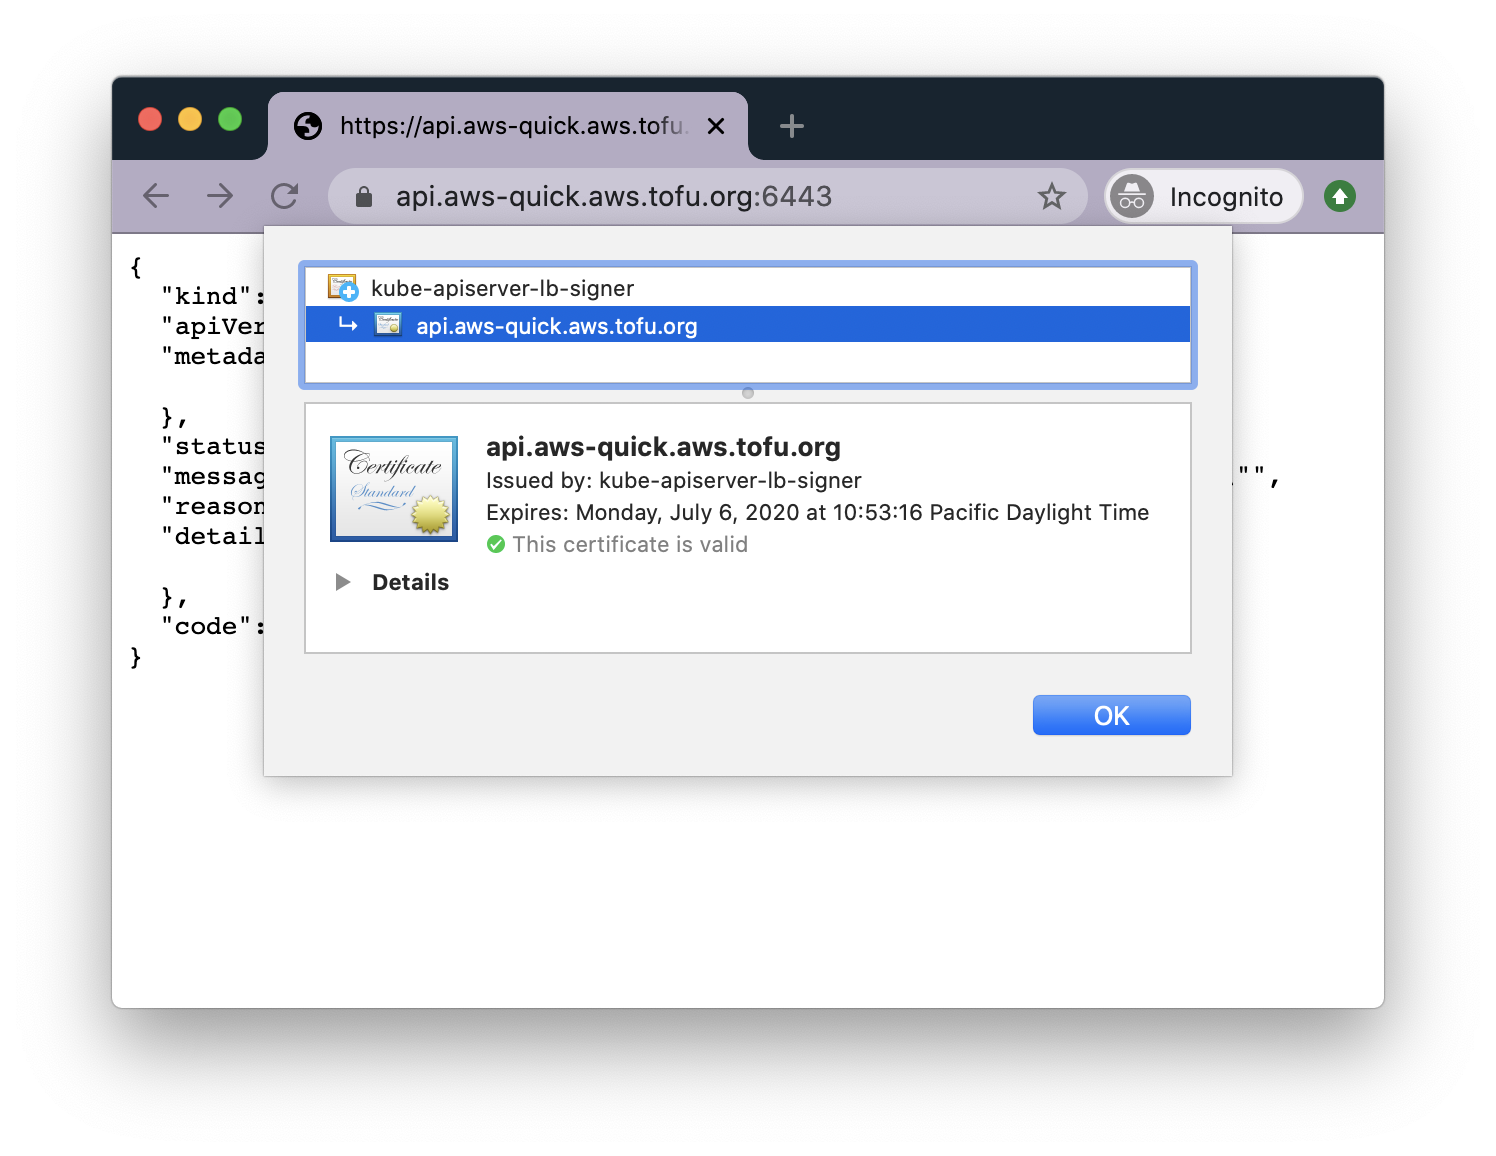 https://api.aws-quick.aws.tofu.
api.aws-quick.aws.tofu.org:6443
Incognito
kube-apiserver-lb-signer
api.aws-quick.aws.tofu.org
{
"kind":
"apiVer
"metada
},
"status
"messag
"",
"reason
"detail
},
"code":
}
Certificate
Standard
api.aws-quick.aws.tofu.org
Issued by: kube-apiserver-lb-signer
Expires: Monday, July 6, 2020 at 10:53:16 Pacific Daylight Time
This certificate is valid
Details
OK